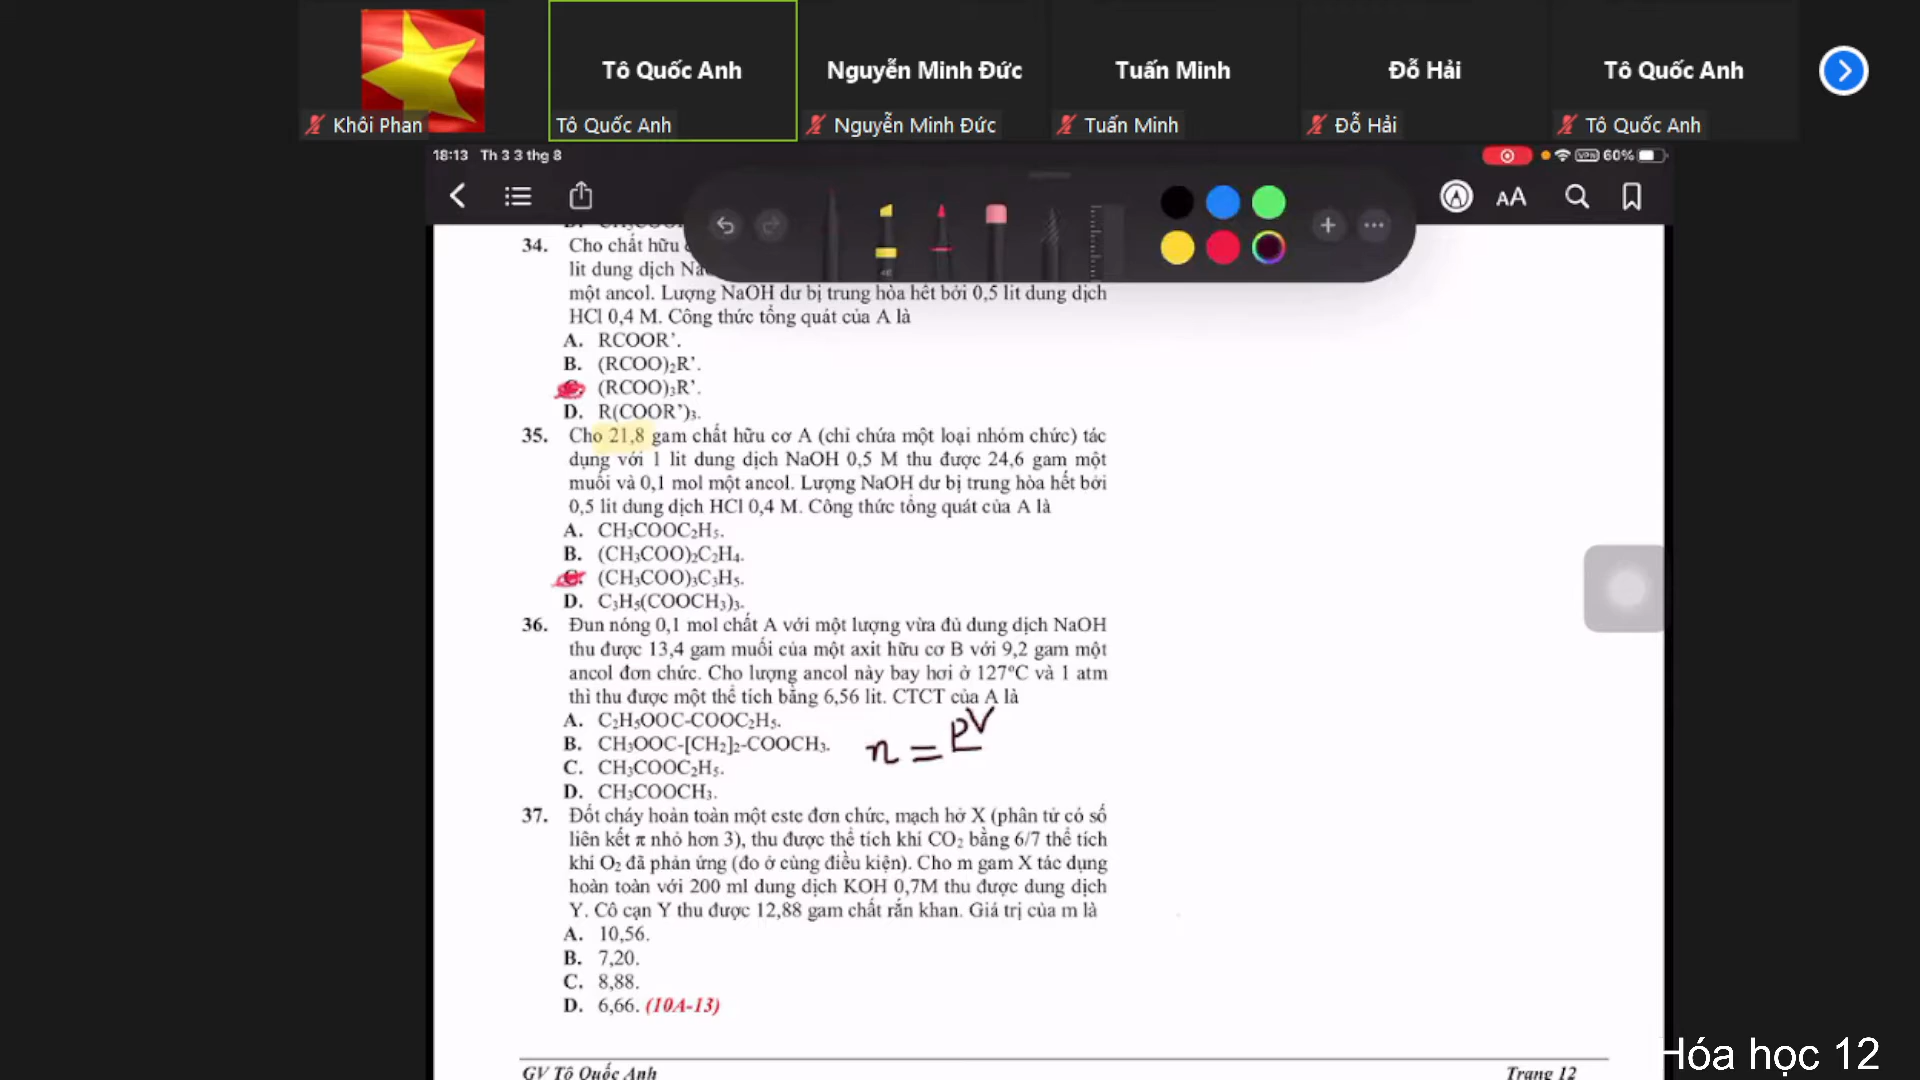 Tô Quốc Anh
Nguyễn Minh Đức
Tuấn Minh
Đỗ Hải
Tô Quốc Anh
Khôi Phan
Tô Quốc Anh
Nguyễn Minh Đức
Tuấn Minh
Đỗ Hải
Tô Quốc Anh
18:13 Th 3 3 thg 8
VPN 60%
AA
34. Cho chất hữu
lit dung dịch
một ancol. Lượng NaOH dư bị trung hòa hết bởi 0,5 lit dung dịch
HCl 0,4 M. Công thức tổng quát của A là
A. RCOOR’.
B. (RCOO)₂R’.
(RCOO)₃R’.
D. R(COOR’)₃.
35. Cho 21,8 gam chất hữu cơ A (chỉ chứa một loại nhóm chức) tác
dụng với 1 lit dung dịch NaOH 0,5 M thu được 24,6 gam một
muối và 0,1 mol một ancol. Lượng NaOH dư bị trung hòa hết bởi
0,5 lit dung dịch HCl 0,4 M. Công thức tổng quát của A là
A. CH₃COOC₂H₅.
B. (CH₃COO)₂C₂H₄.
C. (CH₃COO)₃C₃H₅.
D. C₃H₅(COOCH₃)₃.
36. Đun nóng 0,1 mol chất A với một lượng vừa đủ dung dịch NaOH
thu được 13,4 gam muối của một axit hữu cơ B với 9,2 gam một
ancol đơn chức. Cho lượng ancol này bay hơi ở 127°C và 1 atm
thì thu được một thể tích bằng 6,56 lit. CTCT của A là
A. C₂H₅OOC-COOC₂H₅.
B. CH₃OOC-[CH₂]₂-COOCH₃.
C. CH₃COOC₂H₅.
D. CH₃COOCH₃.
n = PV
37. Đốt cháy hoàn toàn một este đơn chức, mạch hở X (phân tử có số
liên kết π nhỏ hơn 3), thu được thể tích khí CO₂ bằng 6/7 thể tích
khí O₂ đã phản ứng (đo ở cùng điều kiện). Cho m gam X tác dụng
hoàn toàn với 200 ml dung dịch KOH 0,7M thu được dung dịch
Y. Cô cạn Y thu được 12,88 gam chất rắn khan. Giá trị của m là
A. 10,56.
B. 7,20.
C. 8,88.
D. 6,66. (10A-13)
GV Tô Quốc Anh
Trang 12
Hóa học 12